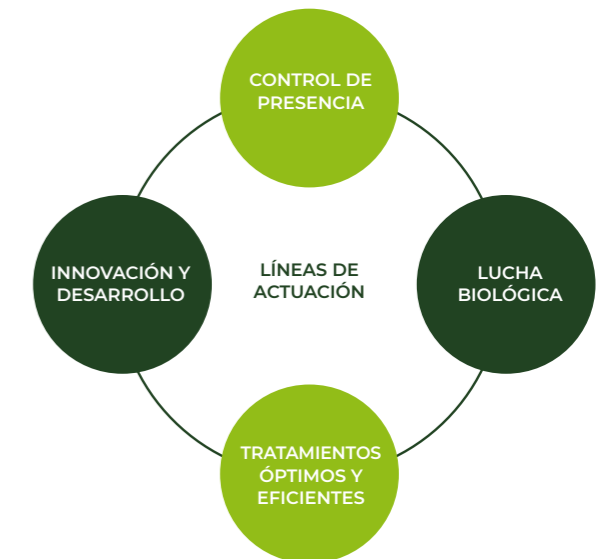 CONTROL DE
PRESENCIA
INNOVACIÓN Y
DESARROLLO
LÍNEAS DE
ACTUACIÓN
LUCHA
BIOLÓGICA
TRATAMIENTOS
ÓPTIMOS Y
EFICIENTES